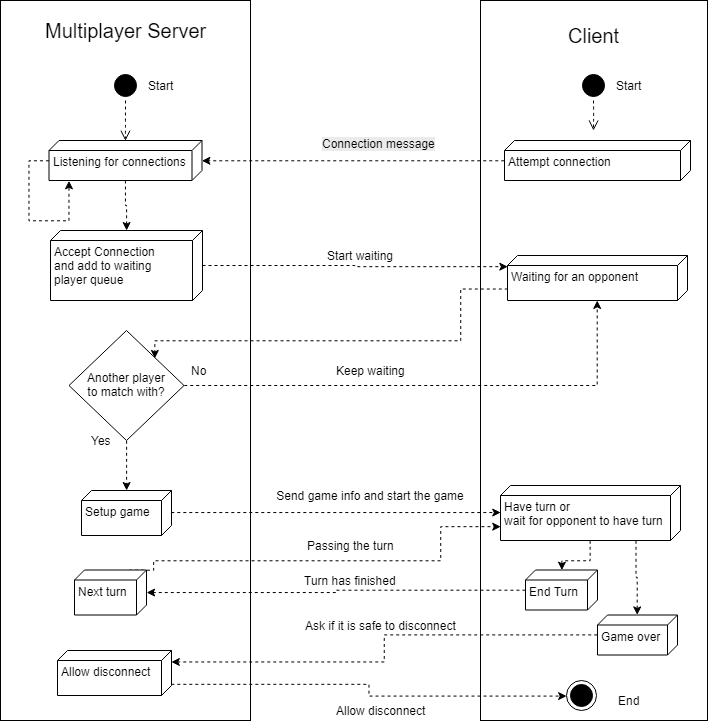 Multiplayer Server
Client
Start
Start
Connection message
Listening for connections
Attempt connection
Accept Connection
and add to waiting
player queue
Start waiting
Waiting for an opponent
Another player
to match with?
No
Keep waiting
Yes
Setup game
Send game info and start the game
Have turn or
wait for opponent to have turn
Passing the turn
Next turn
Turn has finished
End Turn
Ask if it is safe to disconnect
Game over
Allow disconnect
Allow disconnect
End